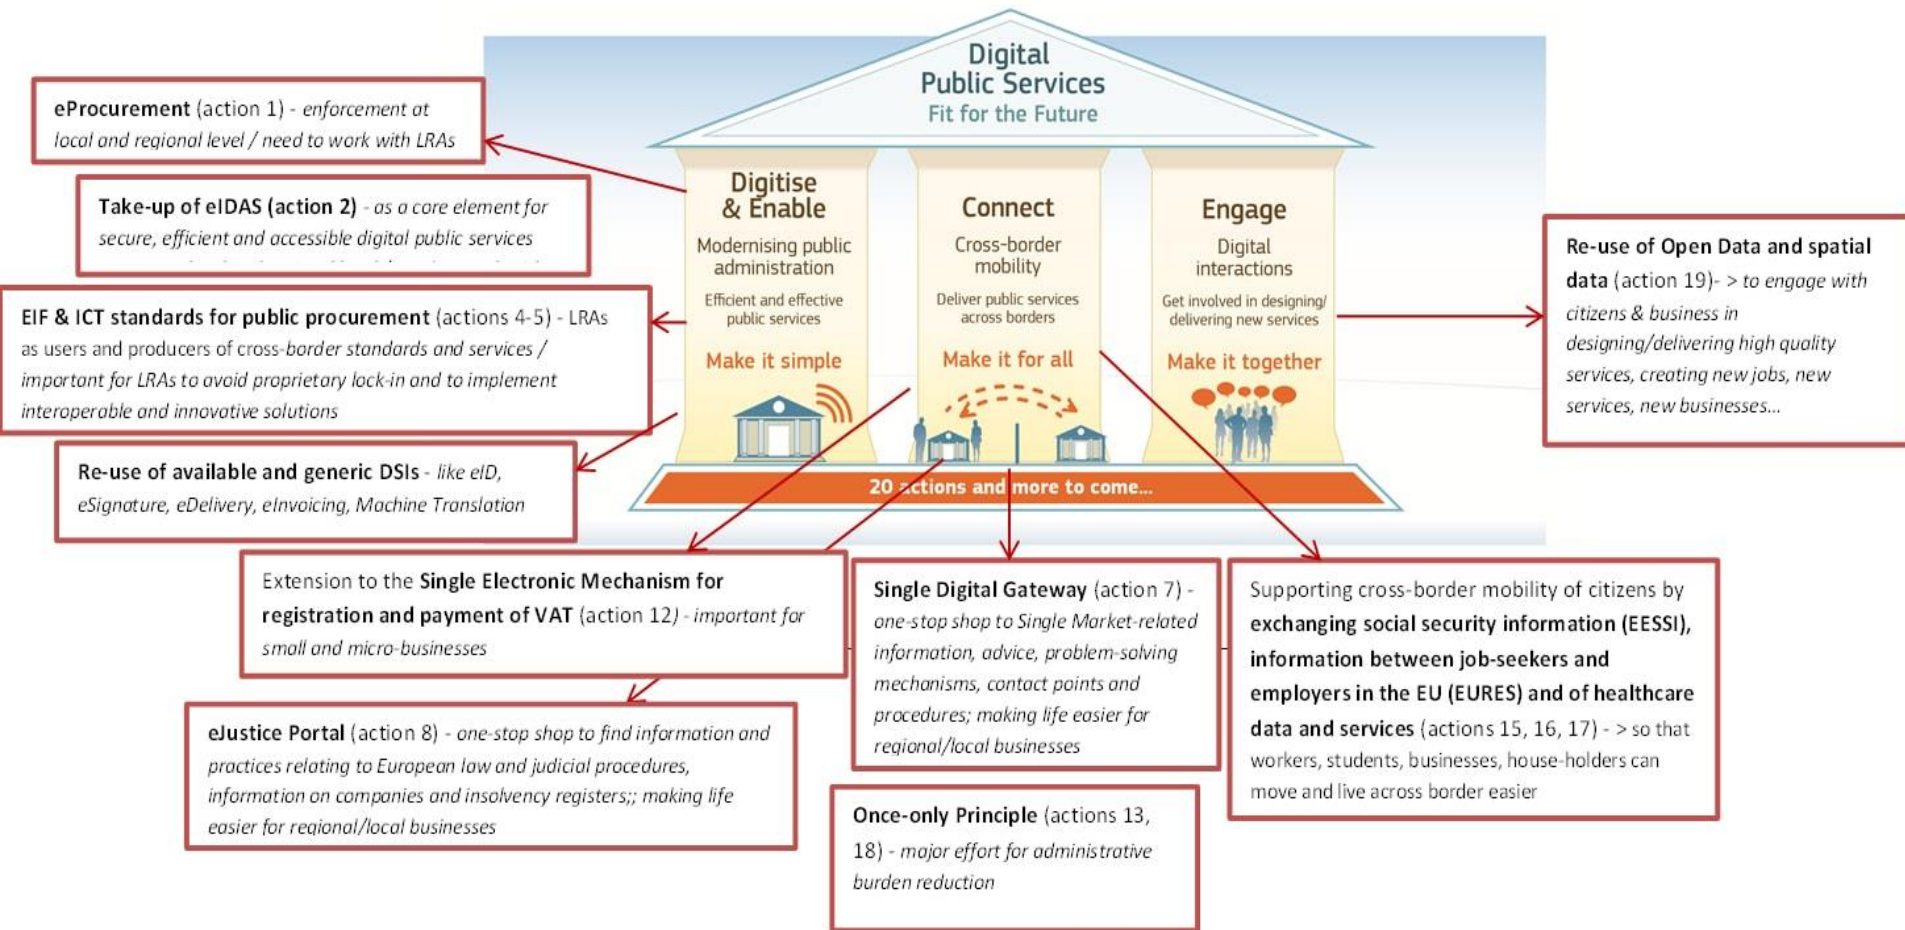 Digital
Public Services
Fit for the Future
eProcurement (action 1) - enforcement at
local and regional level / need to work with LRAs
Take-up of eIDAS (action 2) - as a core element for
secure, efficient and accessible digital public services
EIF & ICT standards for public procurement (actions 4-5) - LRAs
as users and producers of cross-border standards and services /
important for LRAs to avoid proprietary lock-in and to implement
interoperable and innovative solutions
Re-use of available and generic DSIs - like eID,
eSignature, eDelivery, eInvoicing, Machine Translation
Digitise
& Enable
Modernising public
administration
Efficient and effective
public services
Make it simple
Connect
Cross-border
mobility
Deliver public services
across borders
Make it for all
Engage
Digital
interactions
Get involved in designing/
delivering new services
Make it together
20 actions and more to come...
Re-use of Open Data and spatial
data (action 19)- > to engage with
citizens & business in
designing/delivering high quality
services, creating new jobs, new
services, new businesses...
Extension to the Single Electronic Mechanism for
registration and payment of VAT (action 12) - important for
small and micro-businesses
eJustice Portal (action 8) - one-stop shop to find information and
practices relating to European law and judicial procedures,
information on companies and insolvency registers;; making life
easier for regional/local businesses
Single Digital Gateway (action 7) -
one-stop shop to Single Market-related
information, advice, problem-solving
mechanisms, contact points and
procedures; making life easier for
regional/local businesses
Once-only Principle (actions 13,
18) - major effort for administrative
burden reduction
Supporting cross-border mobility of citizens by
exchanging social security information (EESSI),
information between job-seekers and
employers in the EU (EURES) and of healthcare
data and services (actions 15, 16, 17) - > so that
workers, students, businesses, house-holders can
move and live across border easier